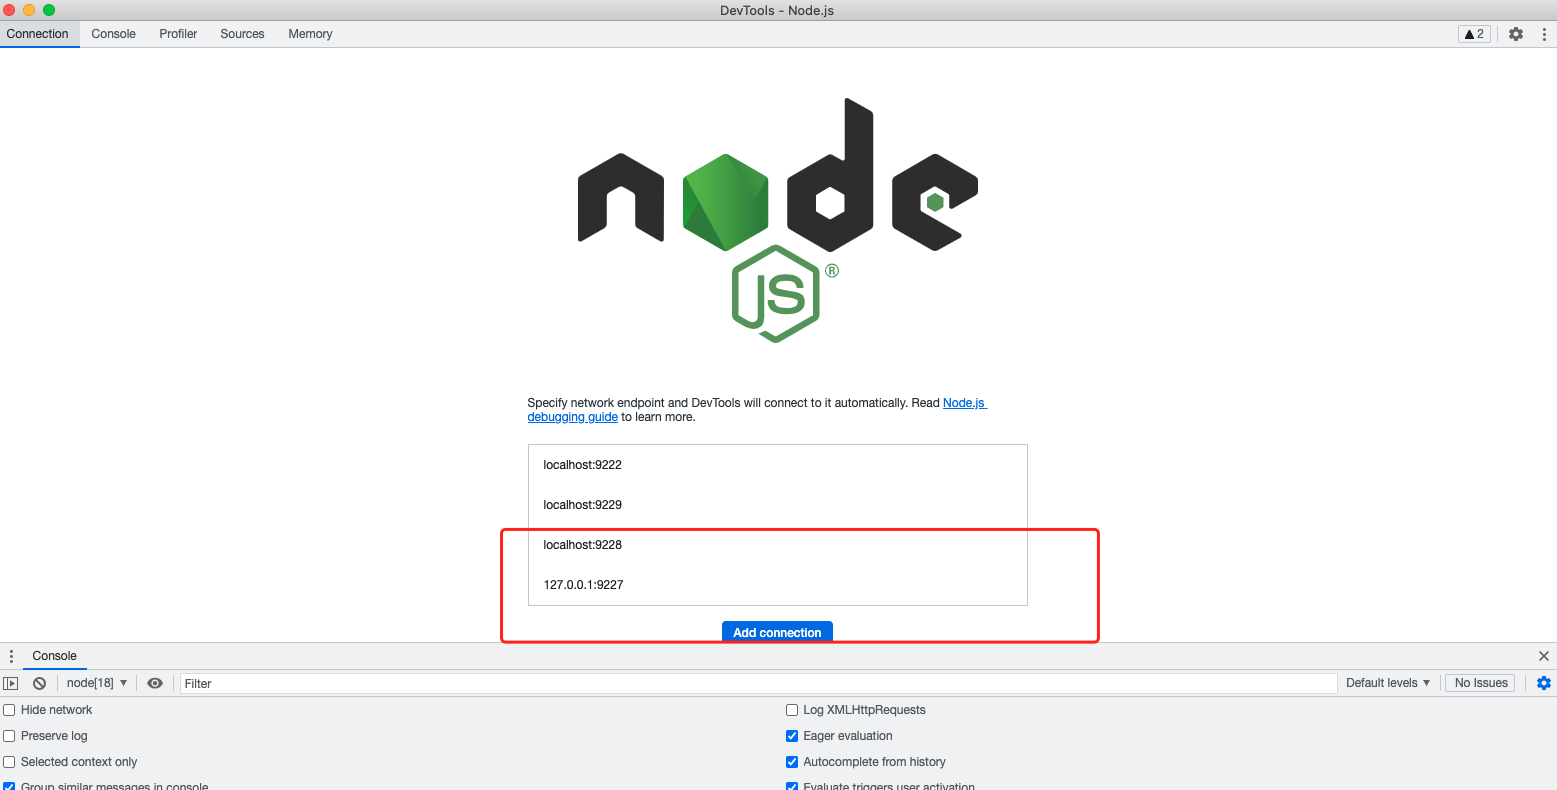 DevTools - Node.js
Connection Console Profiler Sources Memory 2
node
JS ®
Specify network endpoint and DevTools will connect to it automatically. Read Node.js
debugging guide to learn more.
localhost:9222
localhost:9229
localhost:9228
127.0.0.1:9227
Add connection
Console
node[18] Filter Default levels No Issues
Hide network Log XMLHttpRequests
Preserve log Eager evaluation
Selected context only Autocomplete from history
Group similar messages in console Evaluate triggers user activation